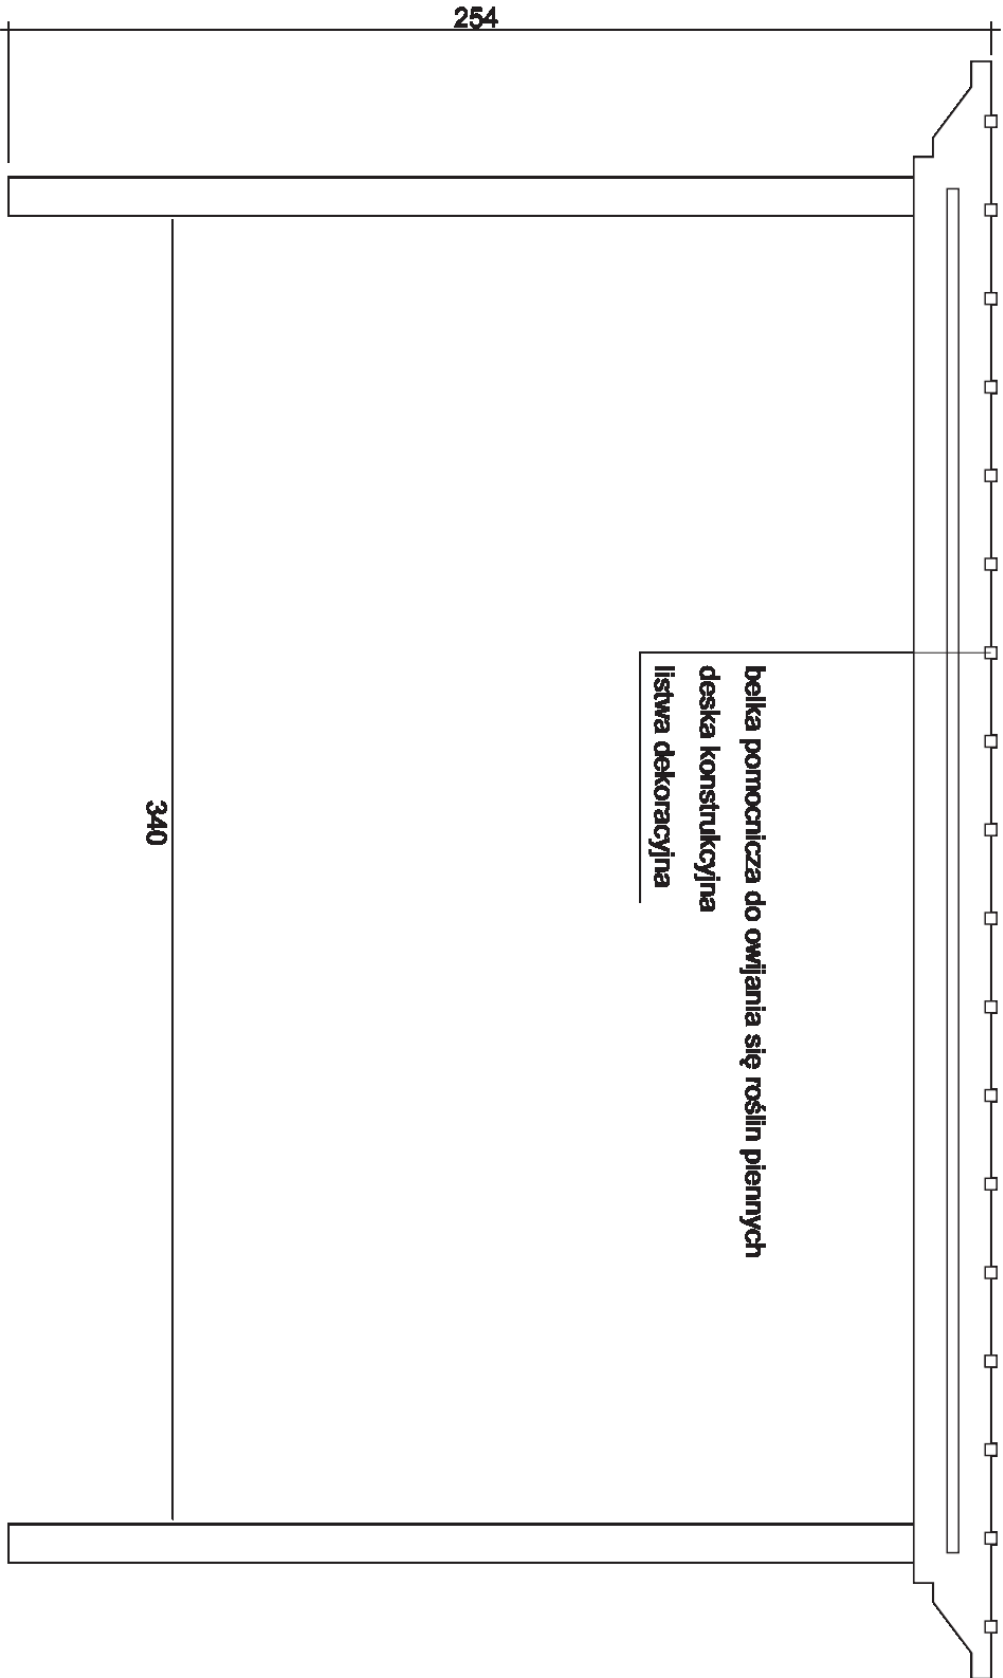 254
belka pomocnicza do owijania się roślin piennych
deska konstrukcyjna
listwa dekoracyjna
340